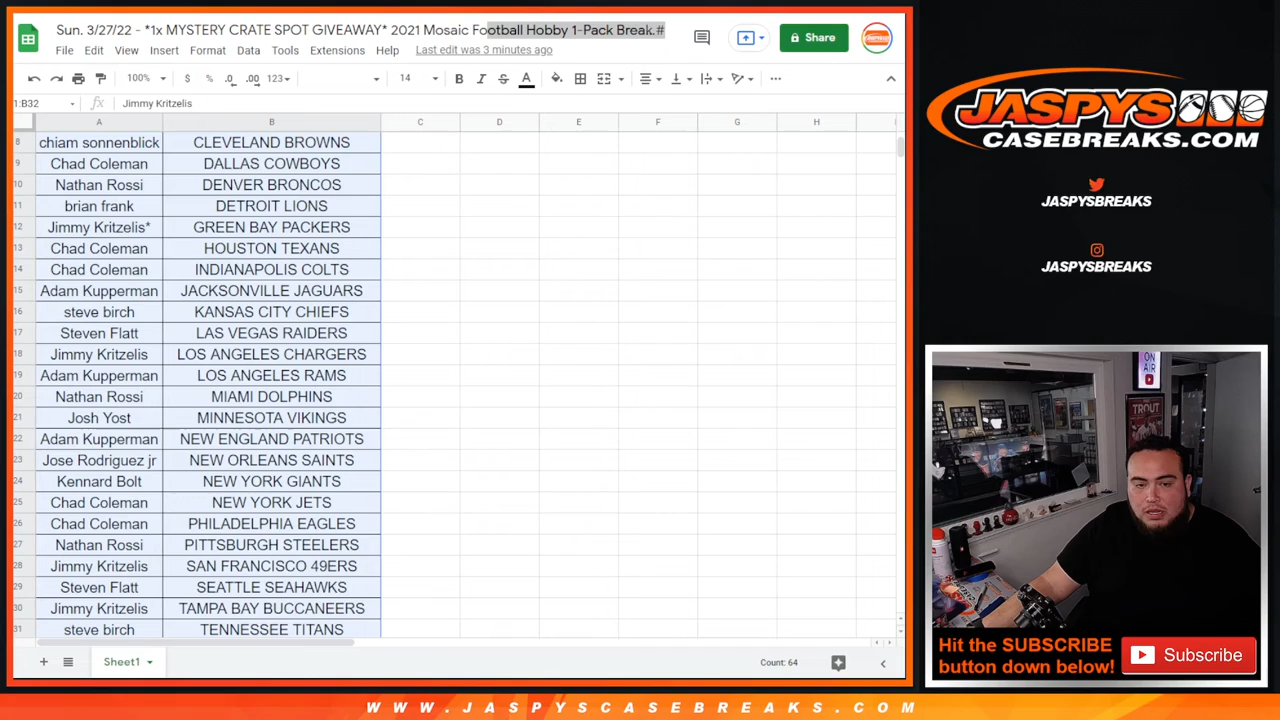 Sun. 3/27/22 - *1x MYSTERY CRATE SPOT GIVEAWAY* 2021 Mosaic Football Hobby 1-Pack Break.#
File Edit View Insert Format Data Tools Extensions Help Last edit was 3 minutes ago
Share
100% $ % .0 .00 123 14 B I S A
1:B32 fx Jimmy Kritzelis
A B C D E F G H
8 chiam sonnenblick CLEVELAND BROWNS
9 Chad Coleman DALLAS COWBOYS
10 Nathan Rossi DENVER BRONCOS
11 brian frank DETROIT LIONS
12 Jimmy Kritzelis* GREEN BAY PACKERS
13 Chad Coleman HOUSTON TEXANS
14 Chad Coleman INDIANAPOLIS COLTS
15 Adam Kupperman JACKSONVILLE JAGUARS
16 steve birch KANSAS CITY CHIEFS
17 Steven Flatt LAS VEGAS RAIDERS
18 Jimmy Kritzelis LOS ANGELES CHARGERS
19 Adam Kupperman LOS ANGELES RAMS
20 Nathan Rossi MIAMI DOLPHINS
21 Josh Yost MINNESOTA VIKINGS
22 Adam Kupperman NEW ENGLAND PATRIOTS
23 Jose Rodriguez jr NEW ORLEANS SAINTS
24 Kennard Bolt NEW YORK GIANTS
25 Chad Coleman NEW YORK JETS
26 Chad Coleman PHILADELPHIA EAGLES
27 Nathan Rossi PITTSBURGH STEELERS
28 Jimmy Kritzelis SAN FRANCISCO 49ERS
29 Steven Flatt SEATTLE SEAHAWKS
30 Jimmy Kritzelis TAMPA BAY BUCCANEERS
31 steve birch TENNESSEE TITANS
Sheet1 Count: 64
JASPYS
CASEBREAKS.COM
JASPYSBREAKS
JASPYSBREAKS
ON
AIR
TROUT
Hit the SUBSCRIBE
button down below!
Subscribe
WWW.JASPYSCASEBREAKS.COM